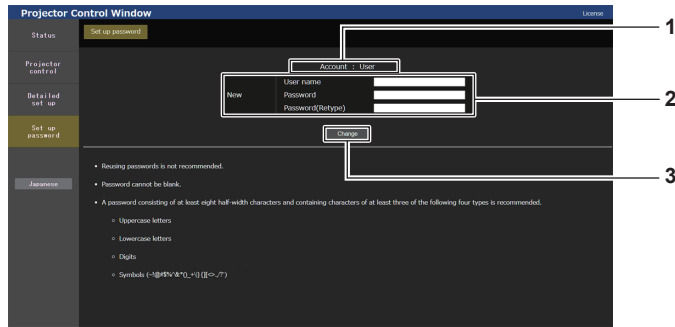 Projector Control Window
License
1
Status
Set up password
Projector
control
Account : User
User name
New
Password
2
Password(Retype)
Detailed
set up
Set up
password
Change
3
• Reusing passwords is not recommended.
• Password cannot be blank.
Japanese
• A password consisting of at least eight half-width characters and containing characters of at least three of the following four types is recommended.
Uppercase letters
Lowercase letters
Digits
Symbols